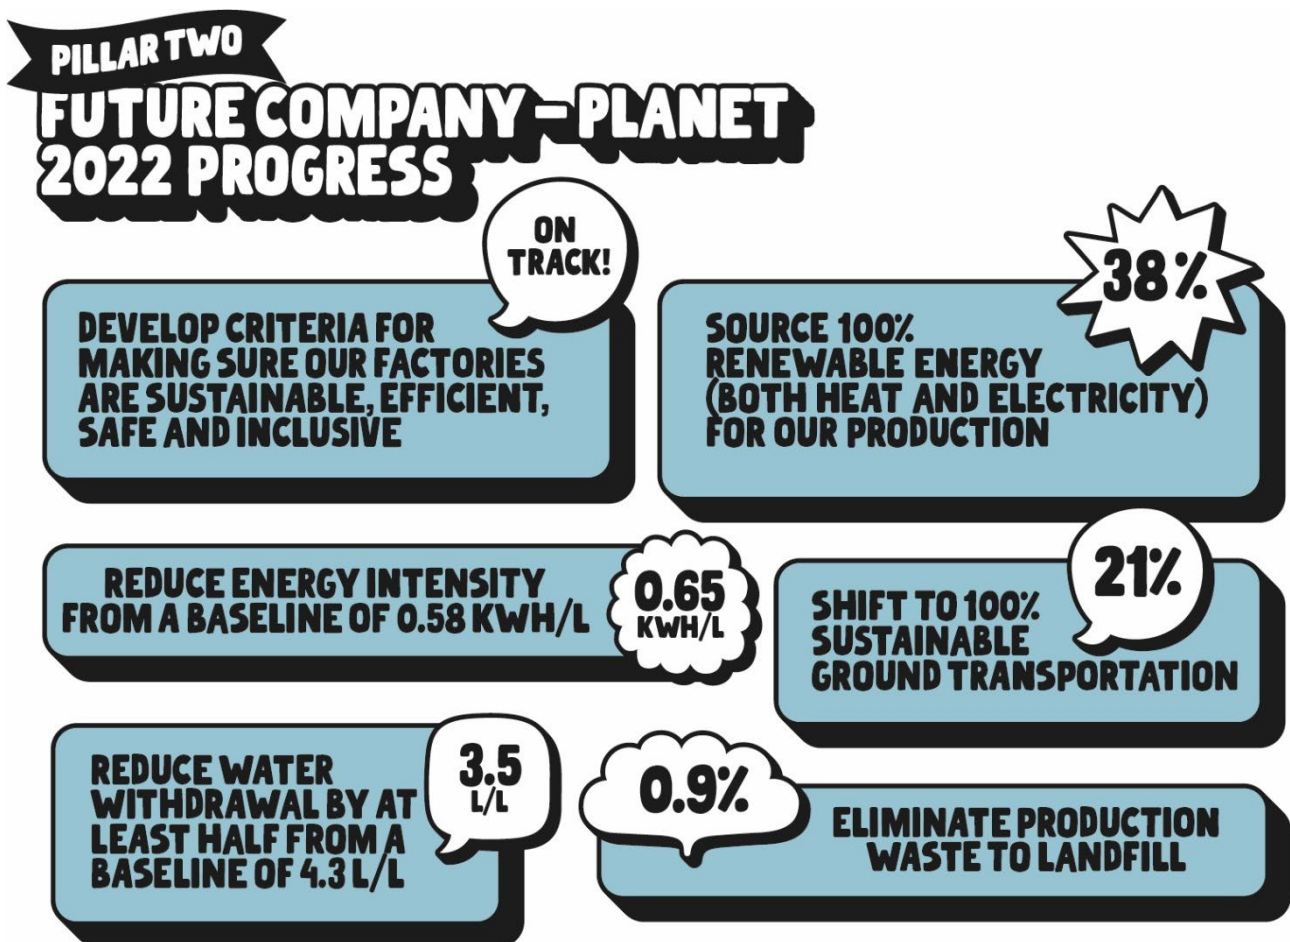 PILLAR TWO
FUTURE COMPANY – PLANET
2022 PROGRESS
ON
TRACK!
DEVELOP CRITERIA FOR
MAKING SURE OUR FACTORIES
ARE SUSTAINABLE, EFFICIENT,
SAFE AND INCLUSIVE
38%
SOURCE 100%
RENEWABLE ENERGY
(BOTH HEAT AND ELECTRICITY)
FOR OUR PRODUCTION
REDUCE ENERGY INTENSITY
FROM A BASELINE OF 0.58 KWH/L
0.65
KWH/L
21%
SHIFT TO 100%
SUSTAINABLE
GROUND TRANSPORTATION
REDUCE WATER
WITHDRAWAL BY AT
LEAST HALF FROM A
BASELINE OF 4.3 L/L
3.5
L/L
0.9%
ELIMINATE PRODUCTION
WASTE TO LANDFILL